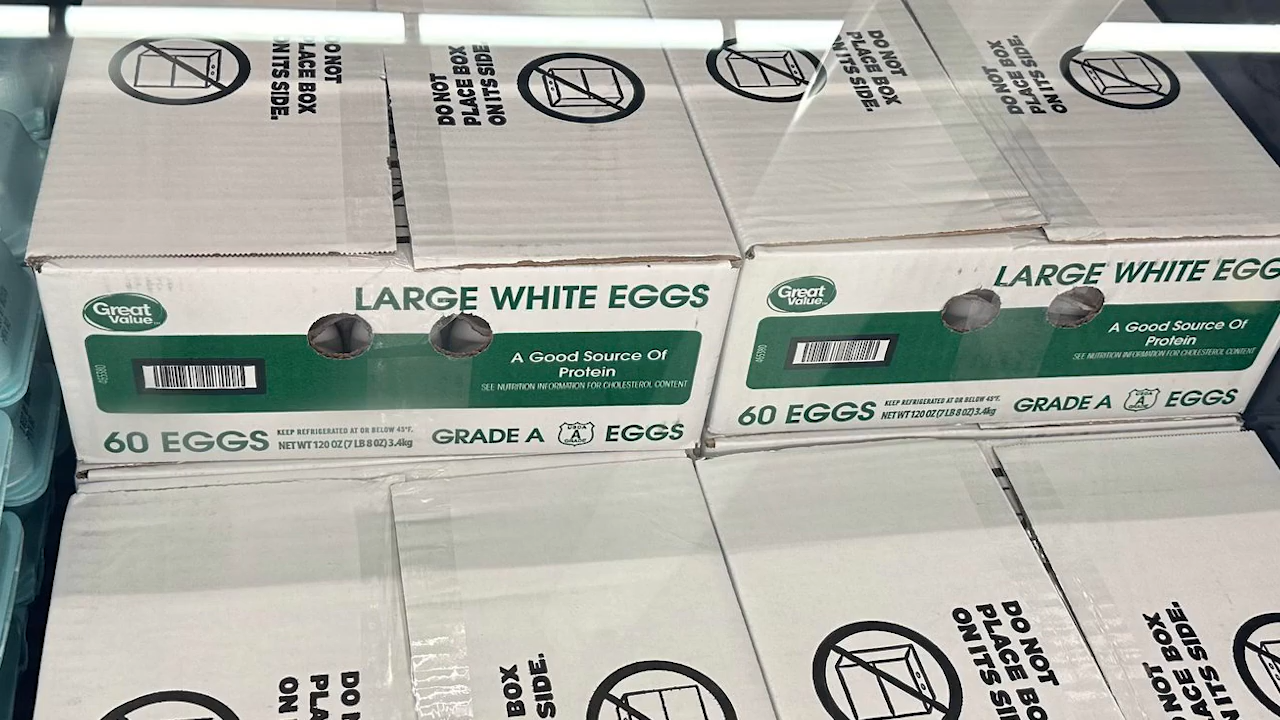 DO NOT
PLACE BOX
ON ITS SIDE.
DO NOT
PLACE BOX
ON ITS SIDE.
DO NOT
PLACE BOX
ON ITS SIDE.
DO NOT
PLACE BOX
ON ITS SIDE.
Great
Value
LARGE WHITE EGGS
A Good Source Of
Protein
SEE NUTRITION INFORMATION FOR CHOLESTEROL CONTENT
60 EGGS
KEEP REFRIGERATED AT OR BELOW 45°F.
NET WT 120 OZ (7 LB 8 OZ) 3.4kg
GRADE A
USDA
A
GRADE
EGGS
Great
Value
LARGE WHITE EGG
A Good Source Of
Protein
SEE NUTRITION INFORMATION FOR CHOLESTEROL CONTENT
60 EGGS
KEEP REFRIGERATED AT OR BELOW 45°F.
NET WT 120 OZ (7 LB 8 OZ) 3.4kg
GRADE A
USDA
A
GRADE
EGGS
DO
PLA
ON
BOX
SIDE.
DO NOT
PLACE BO
ON ITS SI
NOT
ACE BOX
N ITS SIDE.